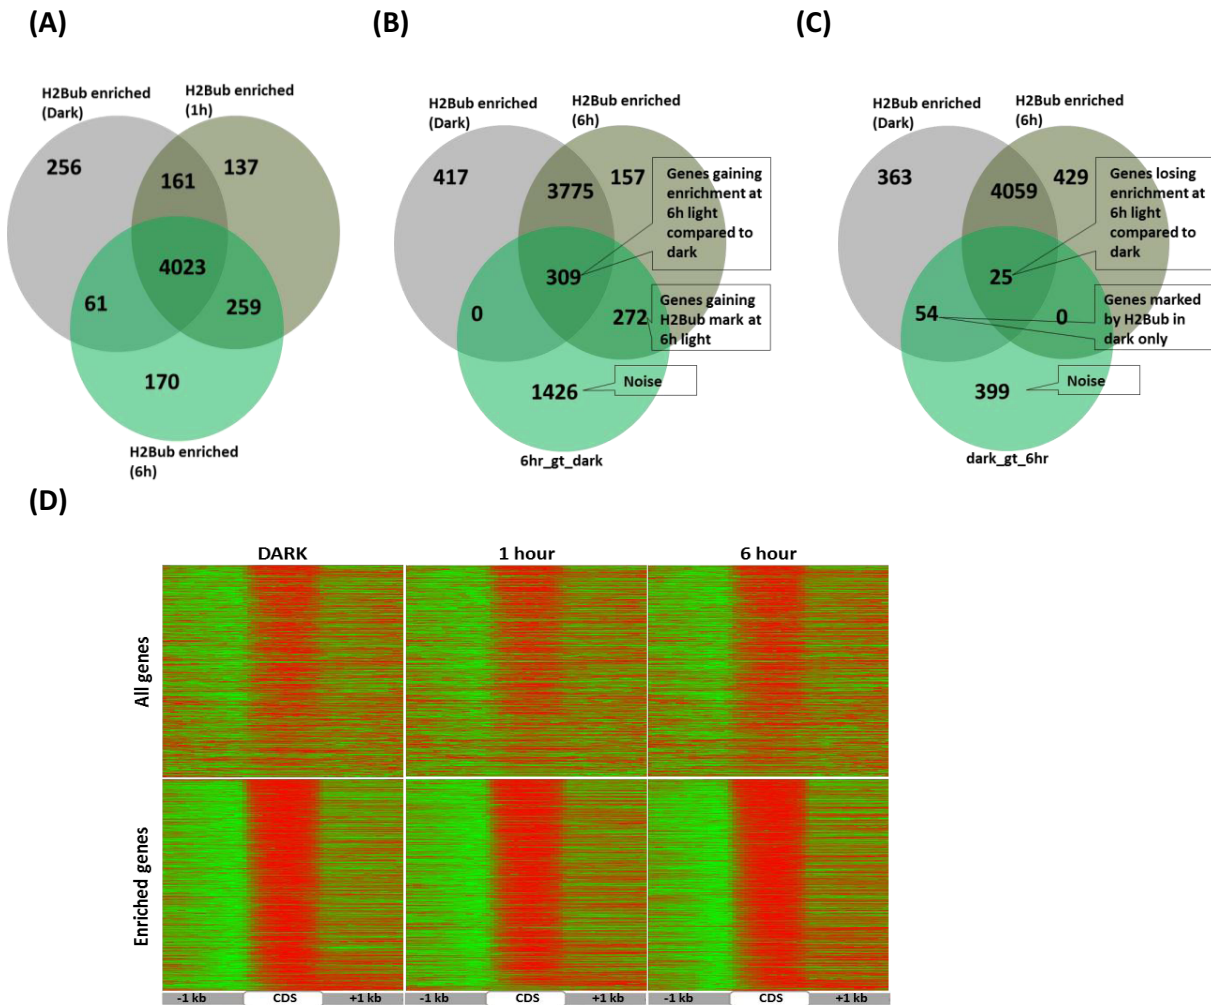 (A)
H2Bub enriched
(Dark)
H2Bub enriched
(1h)
256
161
137
4023
61
259
170
H2Bub enriched
(6h)
(B)
H2Bub enriched
(Dark)
H2Bub enriched
(6h)
417
3775
157
Genes gaining
enrichment at
6h light
compared to
dark
309
0
272
Genes gaining
H2Bub mark at
6h light
1426
Noise
6hr_gt_dark
(C)
H2Bub enriched
(Dark)
H2Bub enriched
(6h)
363
4059
429
Genes losing
enrichment at
6h light
compared to
dark
25
54
0
Genes marked
by H2Bub in
dark only
399
Noise
dark_gt_6hr
(D)
DARK
1 hour
6 hour
All genes
Enriched genes
-1 kb
CDS
+1 kb
-1 kb
CDS
+1 kb
-1 kb
CDS
+1 kb